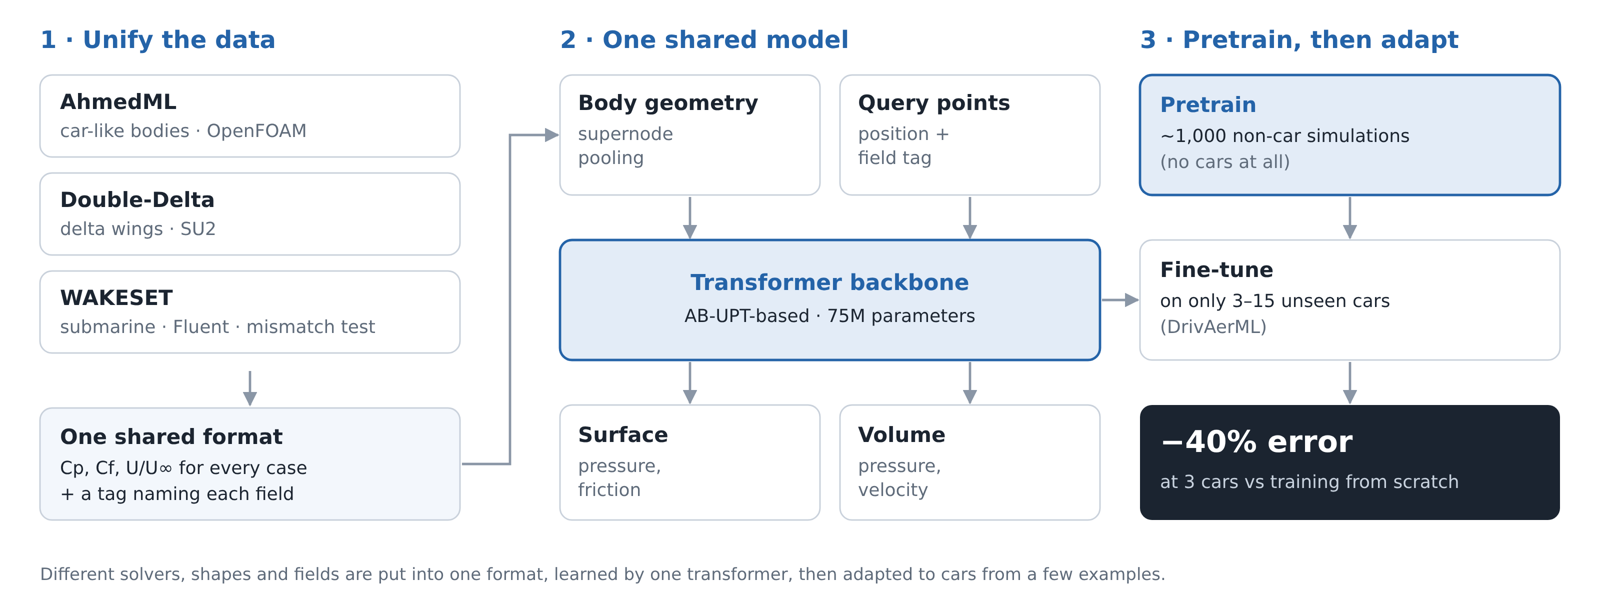 1 · Unify the data
AhmedML
car-like bodies · OpenFOAM
Double-Delta
delta wings · SU2
WAKESET
submarine · Fluent · mismatch test
One shared format
Cp, Cf, U/U∞ for every case
+ a tag naming each field
2 · One shared model
Body geometry
supernode
pooling
Query points
position +
field tag
Transformer backbone
AB-UPT-based · 75M parameters
Surface
pressure,
friction
Volume
pressure,
velocity
3 · Pretrain, then adapt
Pretrain
~1,000 non-car simulations
(no cars at all)
Fine-tune
on only 3–15 unseen cars
(DrivAerML)
−40% error
at 3 cars vs training from scratch
Different solvers, shapes and fields are put into one format, learned by one transformer, then adapted to cars from a few examples.